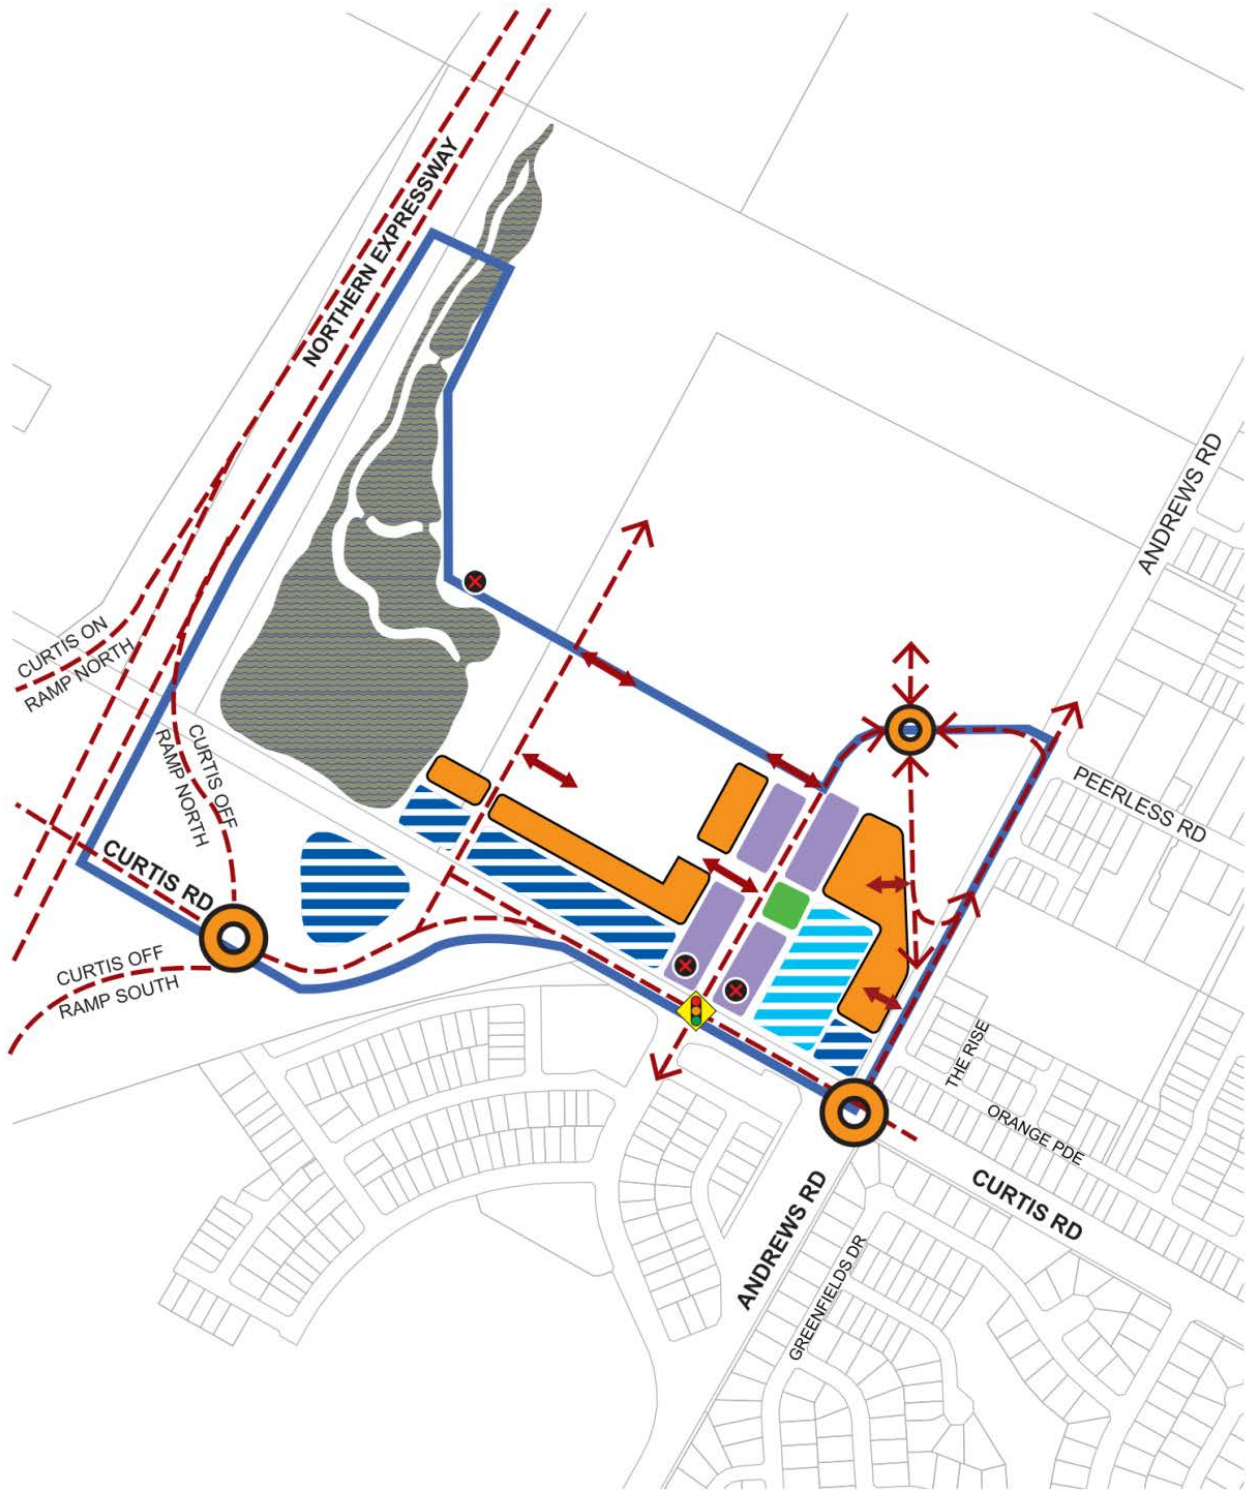 NORTHERN EXPRESSWAY
ANDREWS RD
CURTIS ON
RAMP NORTH
CURTIS OFF
RAMP NORTH
PEERLESS RD
CURTIS RD
CURTIS OFF
RAMP SOUTH
THE RISE
ORANGE PDE
CURTIS RD
ANDREWS RD
GREENFIELDS DR